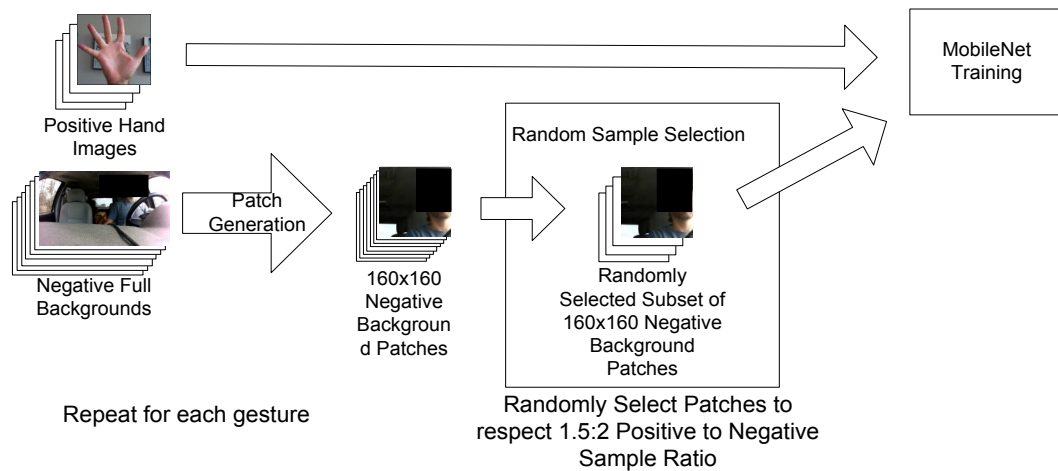 MobileNet
Training
Positive Hand
Images
Random Sample Selection
Patch
Generation
Negative Full
Backgrounds
160x160
Negative
Backgroun
d Patches
Randomly
Selected Subset of
160x160 Negative
Background
Patches
Repeat for each gesture
Randomly Select Patches to
respect 1.5:2 Positive to Negative
Sample Ratio